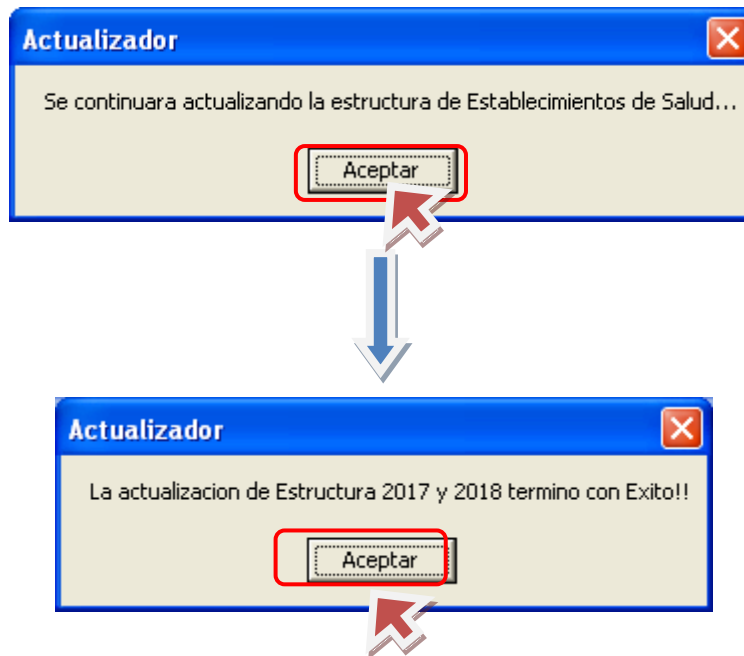 Actualizador
Se continuara actualizando la estructura de Establecimientos de Salud...
Aceptar
Actualizador
La actualizacion de Estructura 2017 y 2018 termino con Exito!!
Aceptar